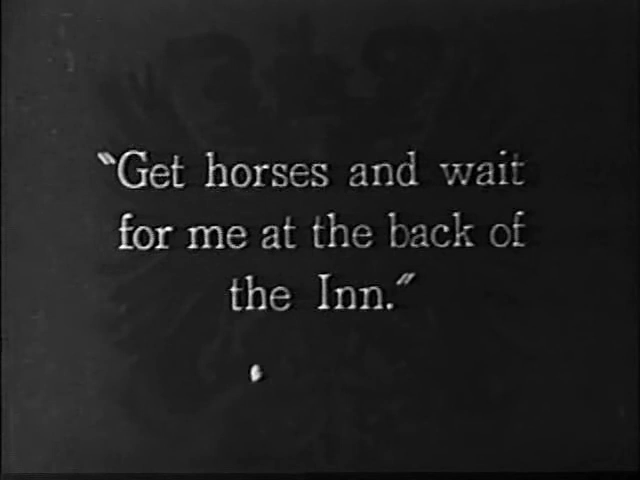 "Get horses and wait
for me at the back of
the Inn."